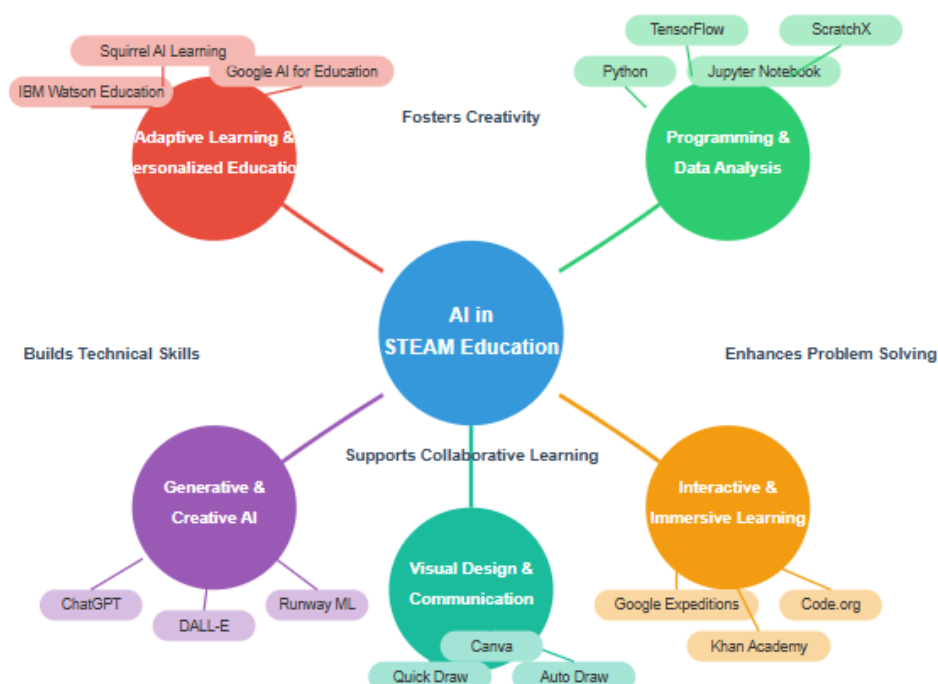 TensorFlow
ScratchX
Squirrel AI Learning
Google AI for Education
Python
Jupyter Notebook
IBM Watson Education
Fosters Creativity
Adaptive Learning &
ersonalized Educatio
Programming &
Data Analysis
AI in
STEAM Education
Builds Technical Skills
Enhances Problem Solving
Supports Collaborative Learning
Generative &
Creative AI
Interactive &
Immersive Learning
Visual Design &
Communication
ChatGPT
DALL-E
Runway ML
Google Expeditions
Code.org
Khan Academy
Canva
Quick Draw
Auto Draw